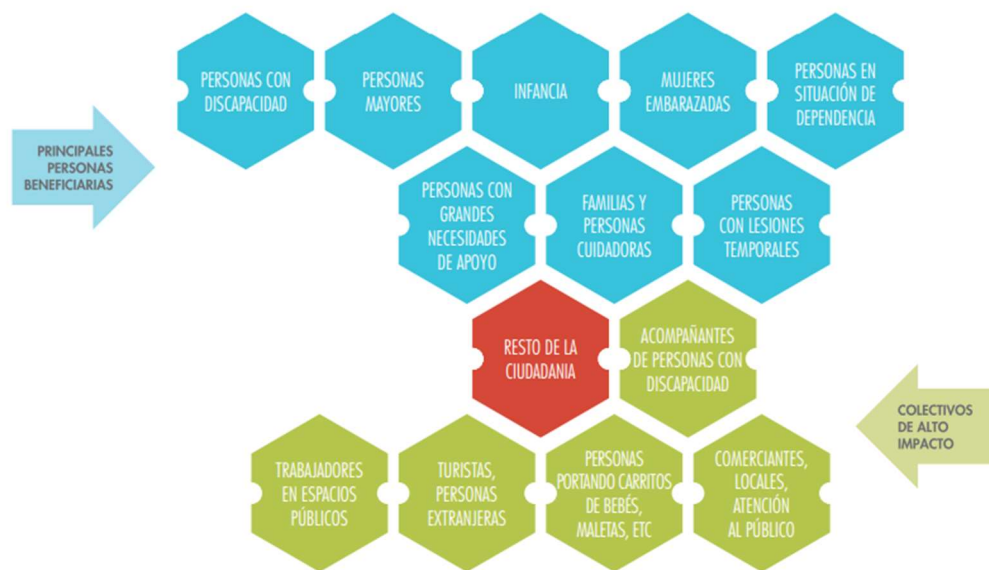 PERSONAS CON
DISCAPACIDAD
PERSONAS
MAYORES
INFANCIA
MUJERES
EMBARAZADAS
PERSONAS EN
SITUACIÓN DE
DEPENDENCIA
PRINCIPALES
PERSONAS
BENEFICIARIAS
PERSONAS CON
GRANDES
NECESIDADES
DE APOYO
FAMILIAS Y
PERSONAS
CUIDADORAS
PERSONAS
CON LESIONES
TEMPORALES
RESTO DE LA
CIUDADANIA
ACOMPAÑANTES
DE PERSONAS CON
DISCAPACIDAD
COLECTIVOS
DE ALTO
IMPACTO
TRABAJADORES
EN ESPACIOS
PÚBLICOS
TURISTAS,
PERSONAS
EXTRANJERAS
PERSONAS
PORTANDO CARRITOS
DE BEBÉS,
MALETAS, ETC
COMERCIANTES,
LOCALES,
ATENCIÓN
AL PÚBLICO